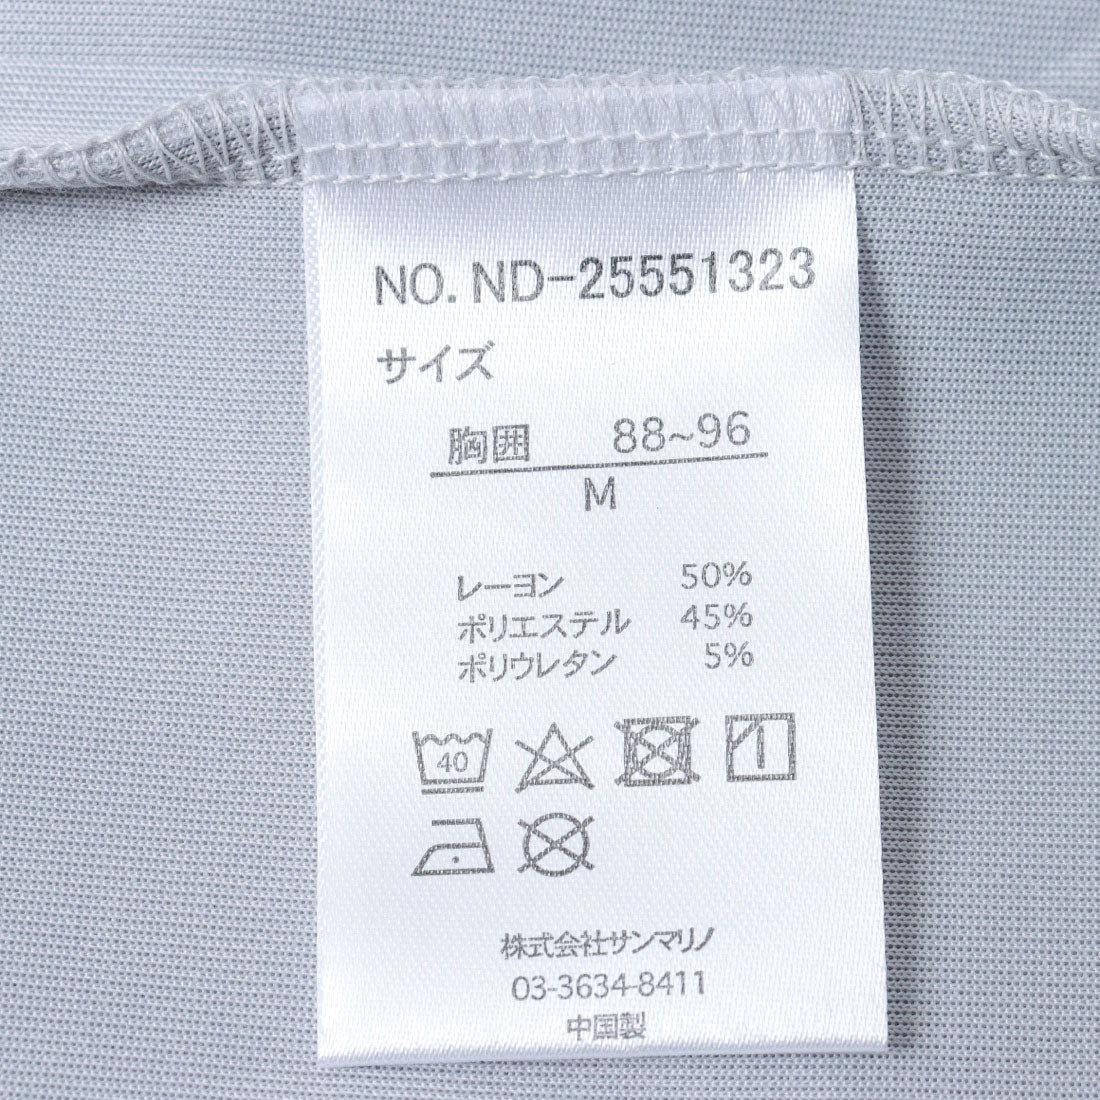 NO. ND-25551323
サイズ
胸囲 88~96
M
レーヨン 50%
ポリエステル 45%
ポリウレタン 5%
40
株式会社サンマリノ
03-3634-8411
中国製